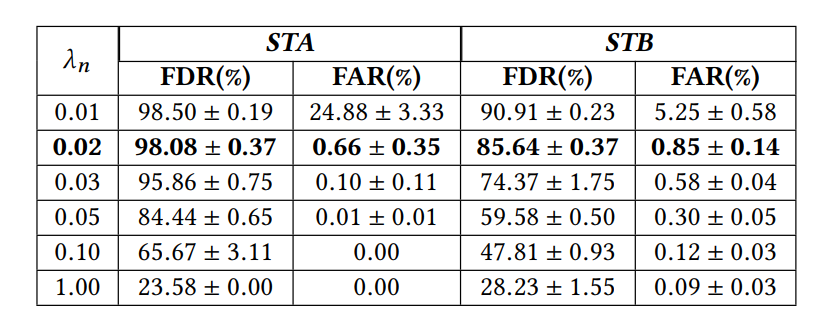 λn STA STB
FDR(%) FAR(%) FDR(%) FAR(%)
0.01 98.50 ± 0.19 24.88 ± 3.33 90.91 ± 0.23 5.25 ± 0.58
0.02 98.08 ± 0.37 0.66 ± 0.35 85.64 ± 0.37 0.85 ± 0.14
0.03 95.86 ± 0.75 0.10 ± 0.11 74.37 ± 1.75 0.58 ± 0.04
0.05 84.44 ± 0.65 0.01 ± 0.01 59.58 ± 0.50 0.30 ± 0.05
0.10 65.67 ± 3.11 0.00 47.81 ± 0.93 0.12 ± 0.03
1.00 23.58 ± 0.00 0.00 28.23 ± 1.55 0.09 ± 0.03